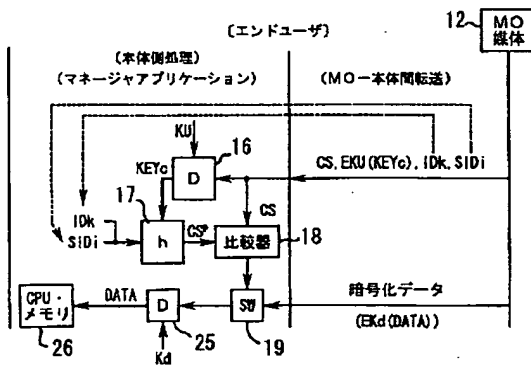 〔エンドユーザ〕
12
MO
媒体
〔本体側処理〕
(マネージャアプリケーション)
(MO－本体間転送)
KU
16
KEYc
D
CS, EKU(KEYc), IDk, SIDi
17
IDk
SIDi
h
CS*
CS
比較器
18
CPU・
メモリ
DATA
D
SW
暗号化データ
(EKd(DATA))
26
25
19
Kd